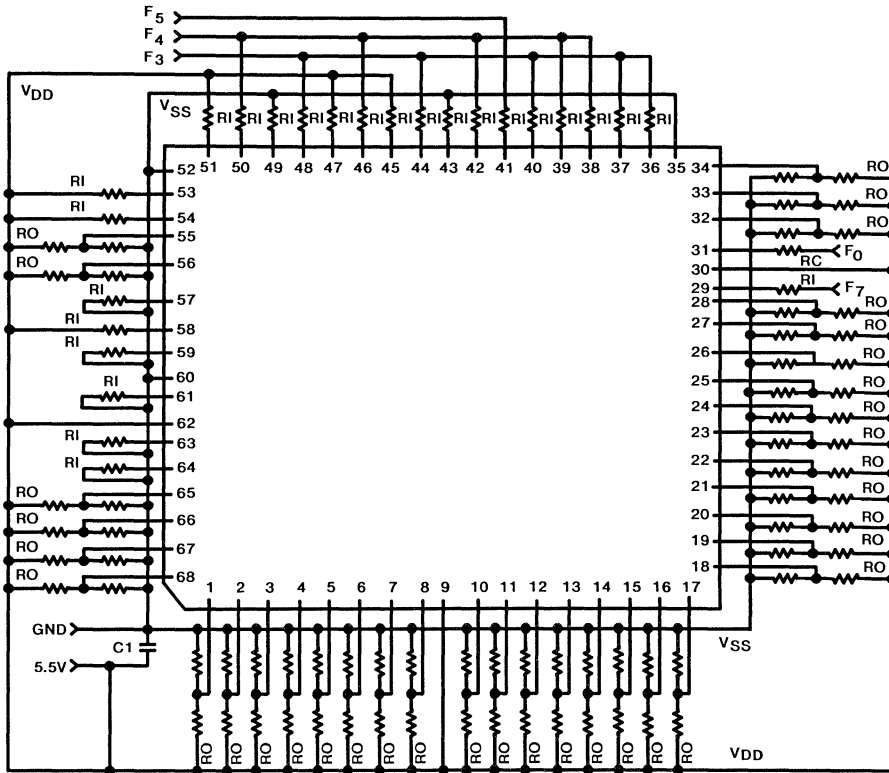 F5
F4
F3
VDD
VSS
RI RI RI RI RI RI RI RI RI RI RI RI RI RI
51 50 49 48 47 46 45 44 43 42 41 40 39 38 37 36 35
52
RI 53
RI 54
RO 55
RO 56
RI 57
RI 58
RI 59
60
RI 61
62
RI 63
RI 64
RO 65
RO 66
RO 67
RO 68
34 RO
33 RO
32 RO
31 F0
RC
30
RI
29 F7
28 RO
27 RO
26 RO
25 RO
24 RO
23 RO
22 RO
21 RO
20 RO
19 RO
18 RO
1 2 3 4 5 6 7 8 9 10 11 12 13 14 15 16 17
GND
C1
5.5V
VSS
RO RO RO RO RO RO RO RO RO RO RO RO RO RO RO RO
VDD